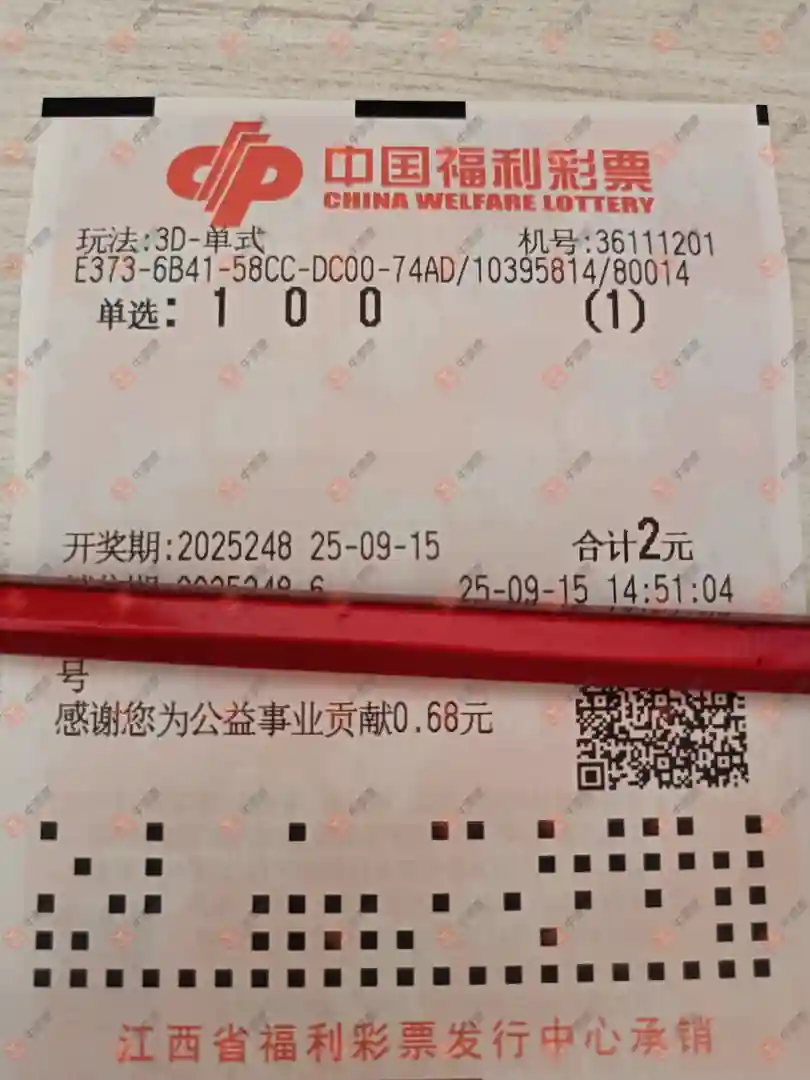 中国福利彩票
CHINA WELFARE LOTTERY
玩法:3D-单式 机号:36111201
E373-6B41-58CC-DC00-74AD/10395814/80014
单选: 1 0 0 (1)
开奖期:2025248 25-09-15 合计2元
25-09-15 14:51:04
号
感谢您为公益事业贡献0.68元
江西省福利彩票发行中心承销